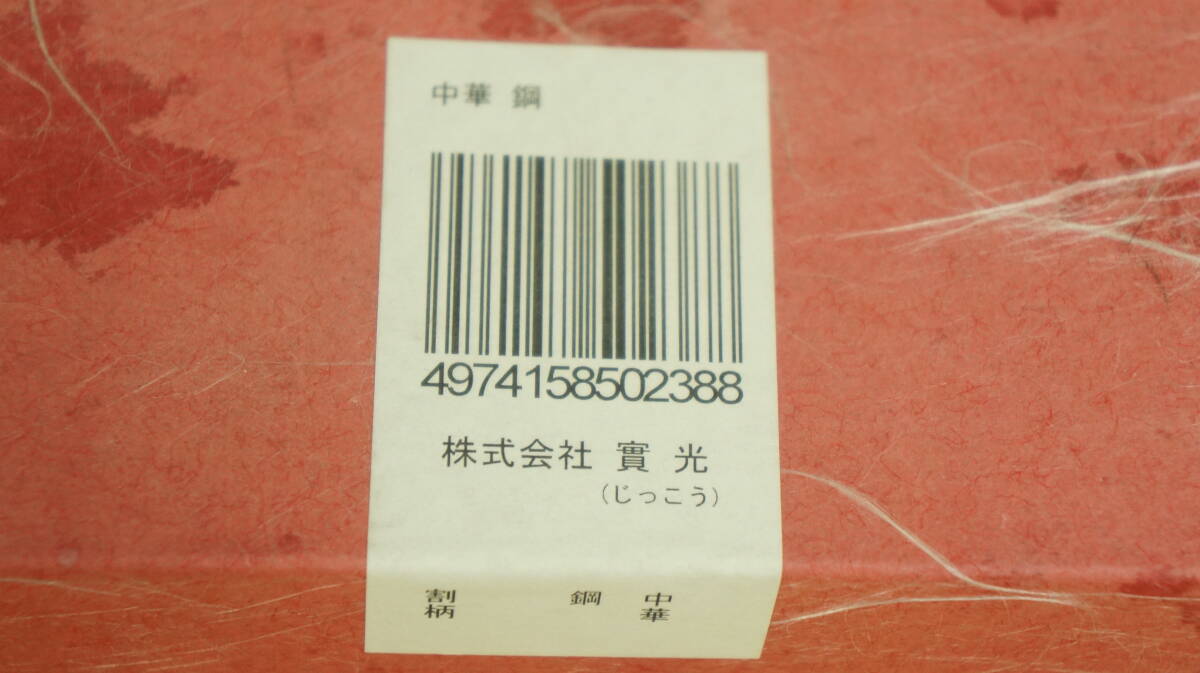 中華 鋼
4974158502388
株式会社 實光
(じっこう)
中華 鋼 割柄